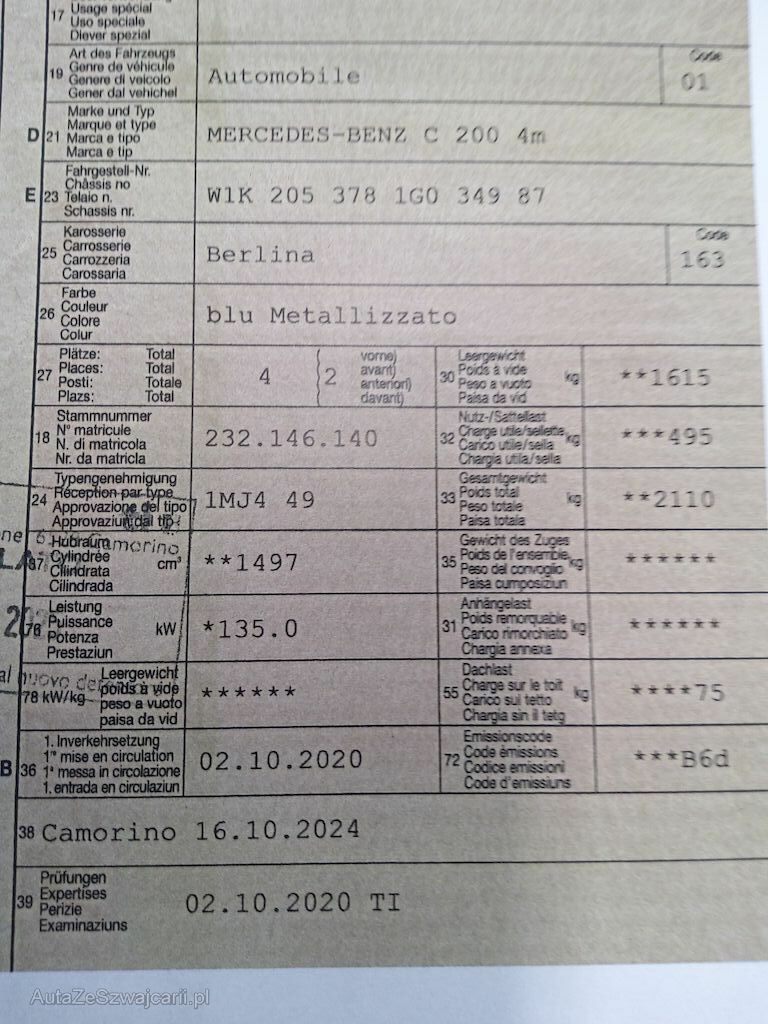 17 Usage spécial
Uso speciale
Diever spezial
19 Art des Fahrzeugs
Genre de véhicule
Genere di veicolo
Gener dal vehichel
Automobile
Code
01
D 21 Marke und Typ
Marque et type
Marca e tipo
Marca e tip
MERCEDES-BENZ C 200 4m
E 23 Fahrgestell-Nr.
Châssis no
Telaio n.
Schassis nr.
W1K 205 378 1G0 349 87
25 Karosserie
Carrosserie
Carrozzeria
Carossaria
Berlina
Code
163
26 Farbe
Couleur
Colore
Colur
blu Metallizzato
27 Plätze: Total
Places: Total
Posti: Totale
Plazs: Total
4
2
vorne)
avant)
anteriori)
davant)
30 Leergewicht
Poids à vide
Peso a vuoto
Paisa da vid
kg
**1615
18 Stammnummer
N° matricule
N. di matricola
Nr. da matricla
232.146.140
32 Nutz-/Sattellast
Charge utile/sellette
Carico utile/sella
Chargia utila/sella
kg
***495
24 Typengenehmigung
Réception par type
Approvazione del tipo
Approvaziun dal tip
1MJ4 49
33 Gesamtgewicht
Poids total
Peso totale
Paisa totala
kg
**2110
37 Hubraum
Cylindrée
Cilindrata
Cilindrada
cm³
**1497
Camorino
35 Gewicht des Zuges
Poids de l'ensemble
Peso del convoglio
Paisa cumposiziun
kg
******
76 Leistung
Puissance
Potenza
Prestaziun
kW
*135.0
31 Anhängelast
Poids remorquable
Carico rimorchiato
Chargia annexa
kg
******
78 kW/kg
Leergewicht
poids à vide
peso a vuoto
paisa da vid
******
nuovo
55 Dachlast
Charge sur le toit
Carico sul tetto
Chargia sin il tetg
kg
****75
B 36 1. Inverkehrsetzung
1re mise en circulation
1a messa in circolazione
1. entrada en circulaziun
02.10.2020
72 Emissionscode
Code émissions
Codice emissioni
Code d'emissiuns
***B6d
38 Camorino 16.10.2024
39 Prüfungen
Expertises
Perizie
Examinaziuns
02.10.2020 TI
AutaZeSzwajcarii.pl